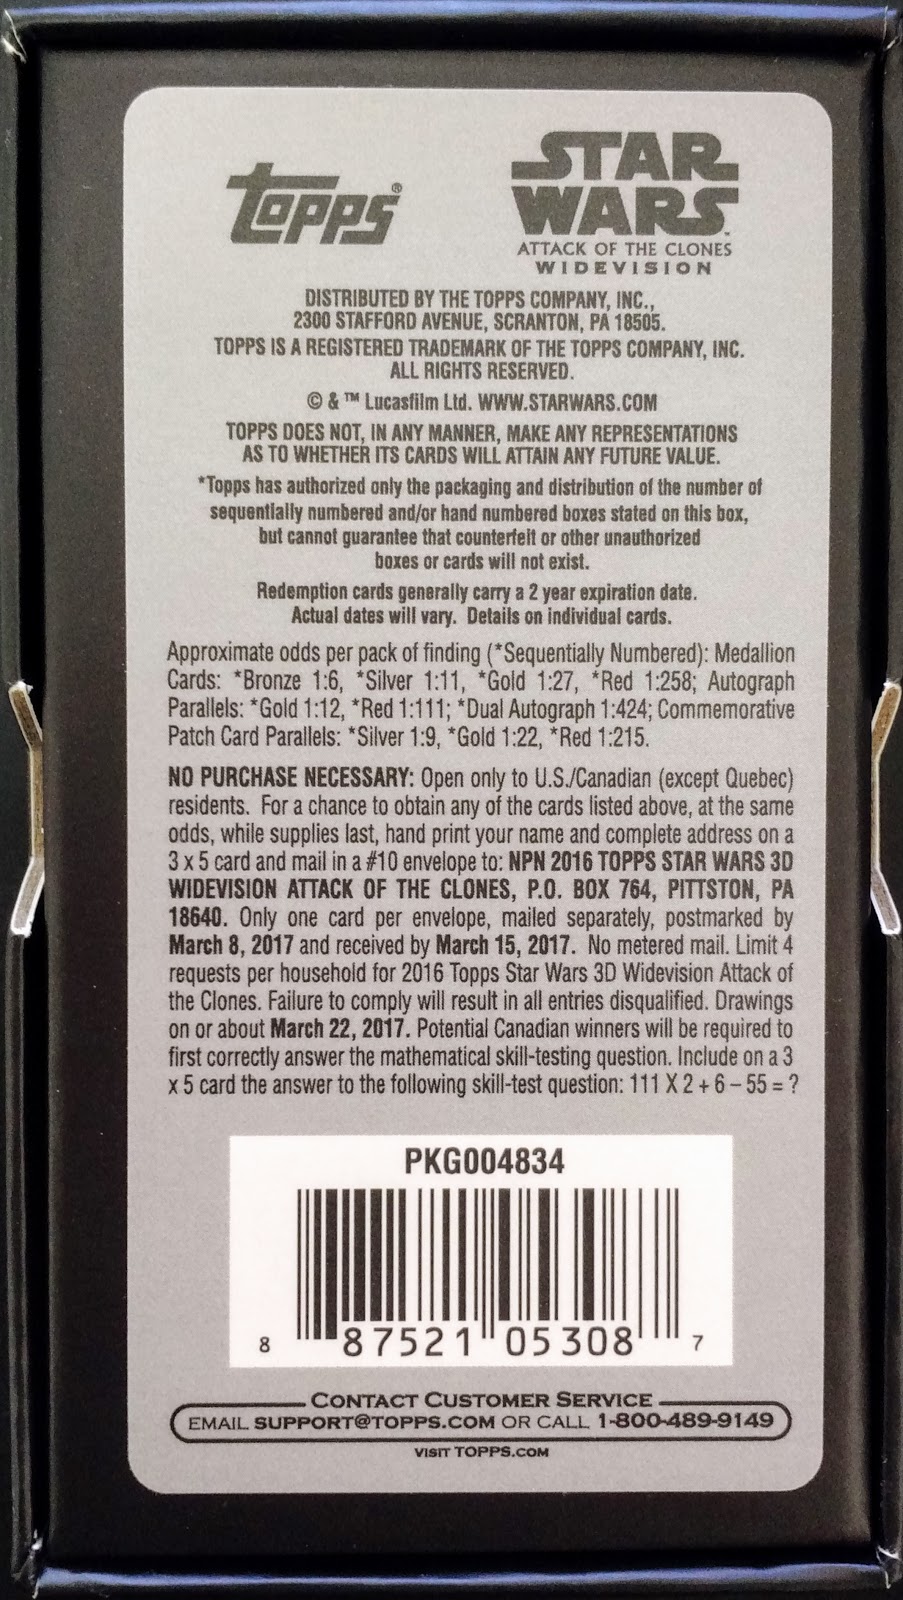 topps®
STAR
WARS™
ATTACK OF THE CLONES
WIDEVISION
DISTRIBUTED BY THE TOPPS COMPANY, INC.,
2300 STAFFORD AVENUE, SCRANTON, PA 18505.
TOPPS IS A REGISTERED TRADEMARK OF THE TOPPS COMPANY, INC.
ALL RIGHTS RESERVED.
© & ™ Lucasfilm Ltd. WWW.STARWARS.COM
TOPPS DOES NOT, IN ANY MANNER, MAKE ANY REPRESENTATIONS
AS TO WHETHER ITS CARDS WILL ATTAIN ANY FUTURE VALUE.
*Topps has authorized only the packaging and distribution of the number of
sequentially numbered and/or hand numbered boxes stated on this box,
but cannot guarantee that counterfeit or other unauthorized
boxes or cards will not exist.
Redemption cards generally carry a 2 year expiration date.
Actual dates will vary. Details on individual cards.
Approximate odds per pack of finding (*Sequentially Numbered): Medallion
Cards: *Bronze 1:6, *Silver 1:11, *Gold 1:27, *Red 1:258; Autograph
Parallels: *Gold 1:12, *Red 1:111; *Dual Autograph 1:424; Commemorative
Patch Card Parallels: *Silver 1:9, *Gold 1:22, *Red 1:215.
NO PURCHASE NECESSARY: Open only to U.S./Canadian (except Quebec)
residents. For a chance to obtain any of the cards listed above, at the same
odds, while supplies last, hand print your name and complete address on a
3 x 5 card and mail in a #10 envelope to: NPN 2016 TOPPS STAR WARS 3D
WIDEVISION ATTACK OF THE CLONES, P.O. BOX 764, PITTSTON, PA
18640. Only one card per envelope, mailed separately, postmarked by
March 8, 2017 and received by March 15, 2017. No metered mail. Limit 4
requests per household for 2016 Topps Star Wars 3D Widevision Attack of
the Clones. Failure to comply will result in all entries disqualified. Drawings
on or about March 22, 2017. Potential Canadian winners will be required to
first correctly answer the mathematical skill-testing question. Include on a 3
x 5 card the answer to the following skill-test question: 111 X 2 + 6 – 55 = ?
PKG004834
8 87521 05308 7
CONTACT CUSTOMER SERVICE
EMAIL SUPPORT@TOPPS.COM OR CALL 1-800-489-9149
VISIT TOPPS.COM